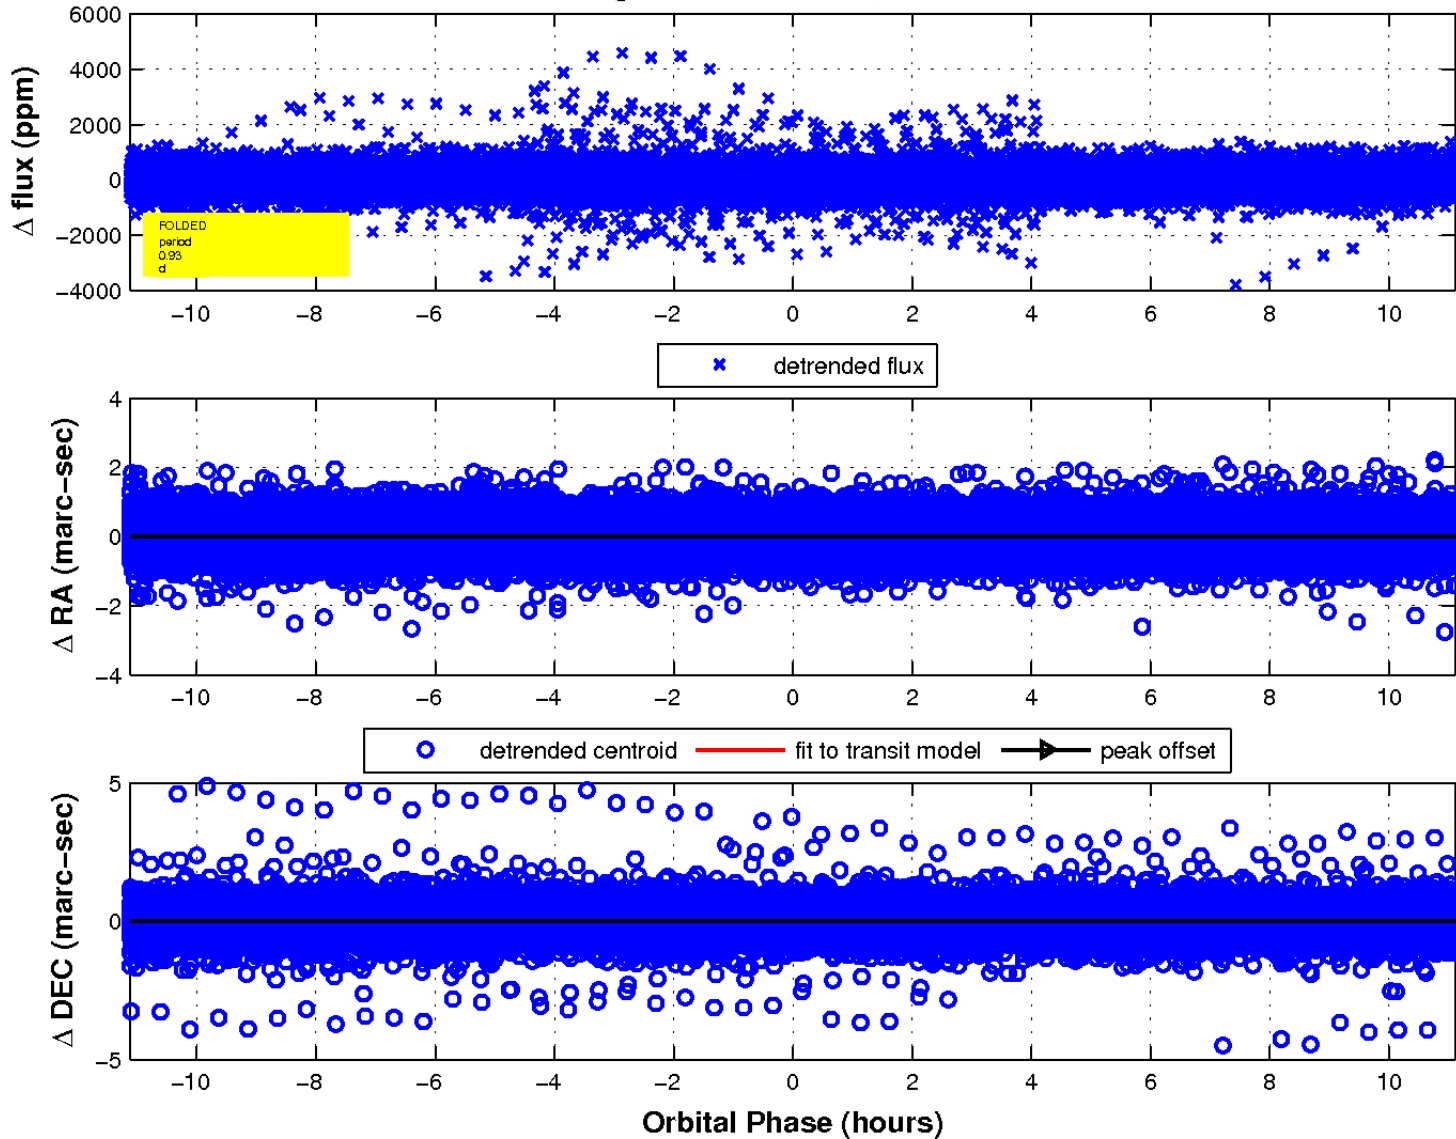 6000
4000
2000
0
−2000
−4000
Δ flux (ppm)
FOLDED
period
0.93
d
−10 −8 −6 −4 −2 0 2 4 6 8 10
detrended flux
4
2
0
−2
−4
Δ RA (marc−sec)
−10 −8 −6 −4 −2 0 2 4 6 8 10
detrended centroid fit to transit model peak offset
5
0
−5
Δ DEC (marc−sec)
−10 −8 −6 −4 −2 0 2 4 6 8 10
Orbital Phase (hours)